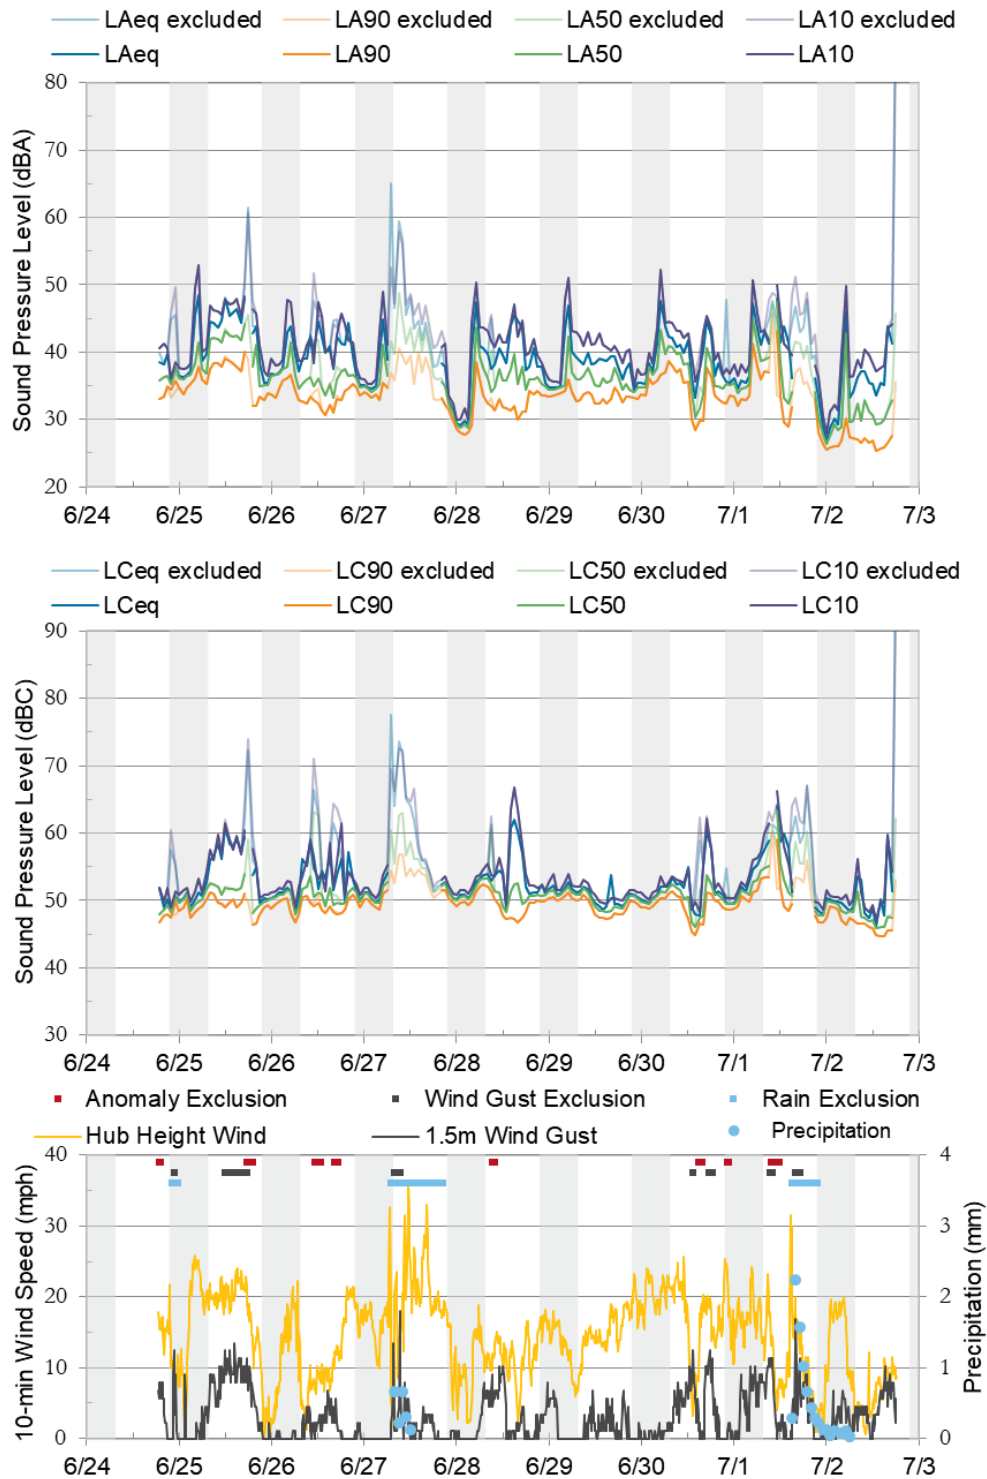 LAeq excluded LA90 excluded LA50 excluded LA10 excluded
LAeq LA90 LA50 LA10
80
70
60
50
40
30
20
Sound Pressure Level (dBA)
6/24 6/25 6/26 6/27 6/28 6/29 6/30 7/1 7/2 7/3
LCeq excluded LC90 excluded LC50 excluded LC10 excluded
LCeq LC90 LC50 LC10
90
80
70
60
50
40
30
Sound Pressure Level (dBC)
6/24 6/25 6/26 6/27 6/28 6/29 6/30 7/1 7/2 7/3
Anomaly Exclusion Wind Gust Exclusion Rain Exclusion
Hub Height Wind 1.5m Wind Gust Precipitation
40 4
30 3
20 2
10 1
0 0
10-min Wind Speed (mph)
Precipitation (mm)
6/24 6/25 6/26 6/27 6/28 6/29 6/30 7/1 7/2 7/3